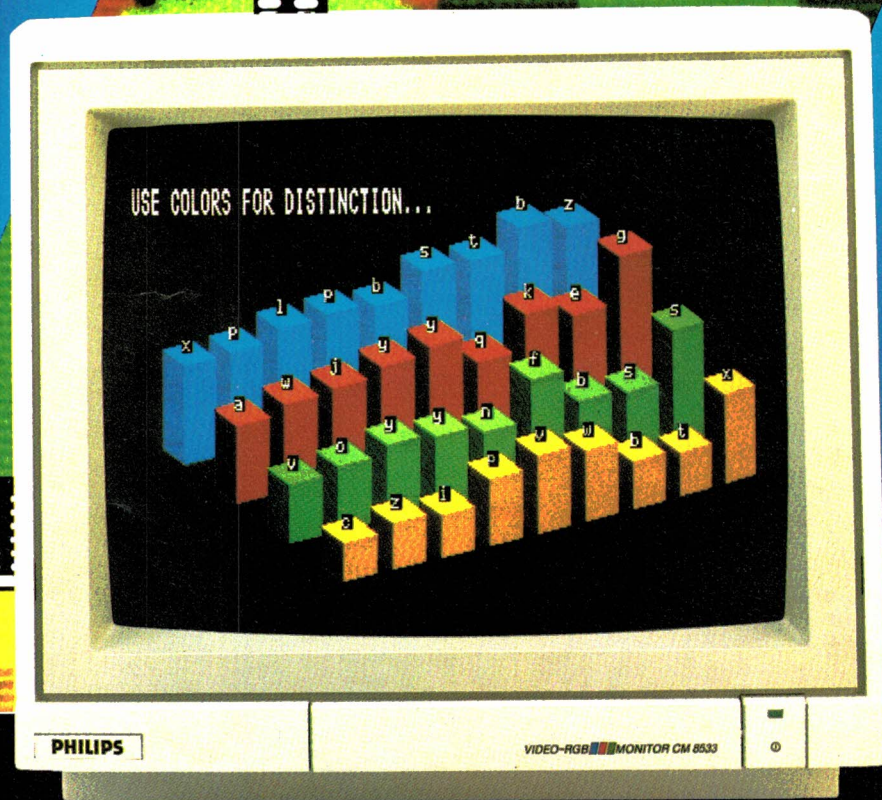 USE COLORS FOR DISTINCTION...
x p l p b s t b z
a w j y y q k e g
v o y y n f b s s
c z i p v w b t x
PHILIPS
VIDEO-RGB MONITOR CM 8533